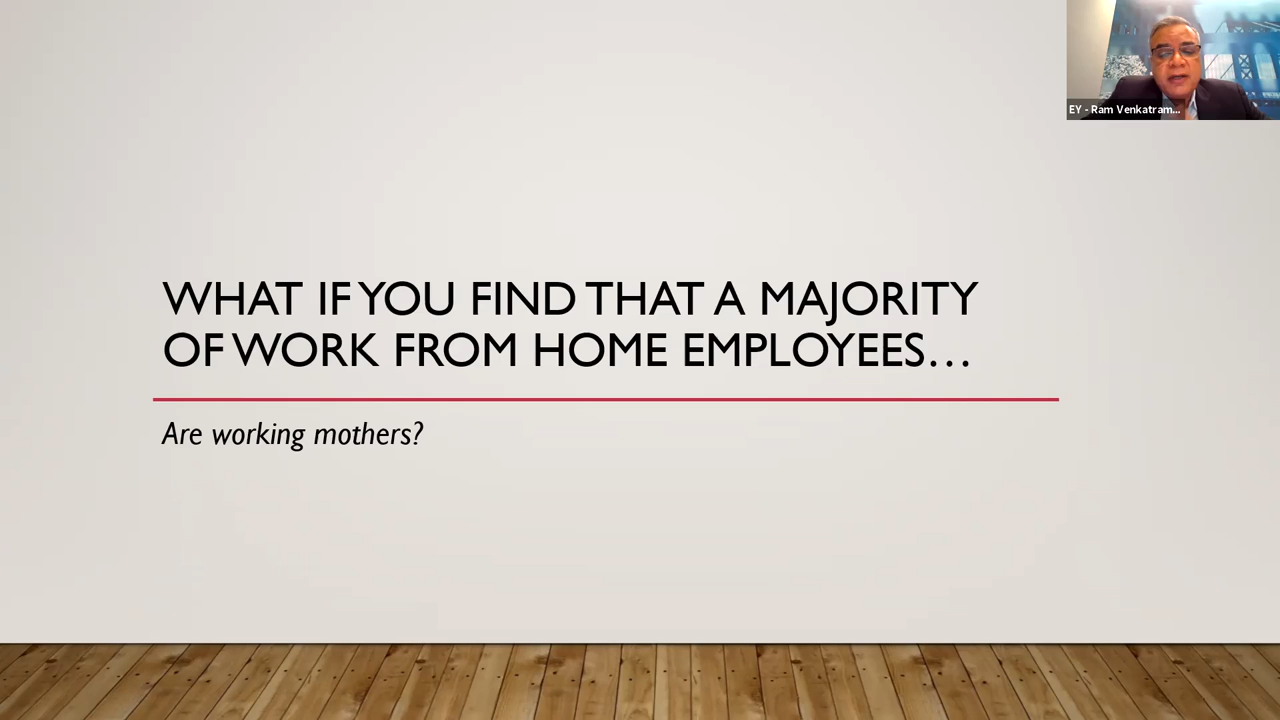 EY - Ram Venkatram...
WHAT IF YOU FIND THAT A MAJORITY
OF WORK FROM HOME EMPLOYEES…
Are working mothers?